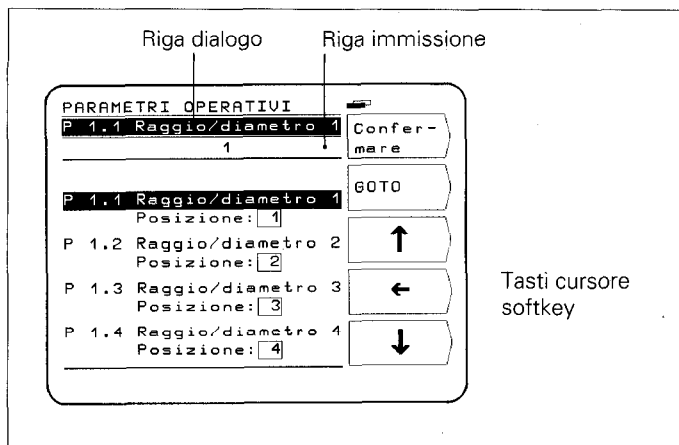 Riga dialogo Riga immissione
PARAMETRI OPERATIVI
P 1.1 Raggio/diametro 1
1
P 1.1 Raggio/diametro 1
Posizione: 1
P 1.2 Raggio/diametro 2
Posizione: 2
P 1.3 Raggio/diametro 3
Posizione: 3
P 1.4 Raggio/diametro 4
Posizione: 4
Confer-
mare
GOTO
↑
←
↓
Tasti cursore
softkey